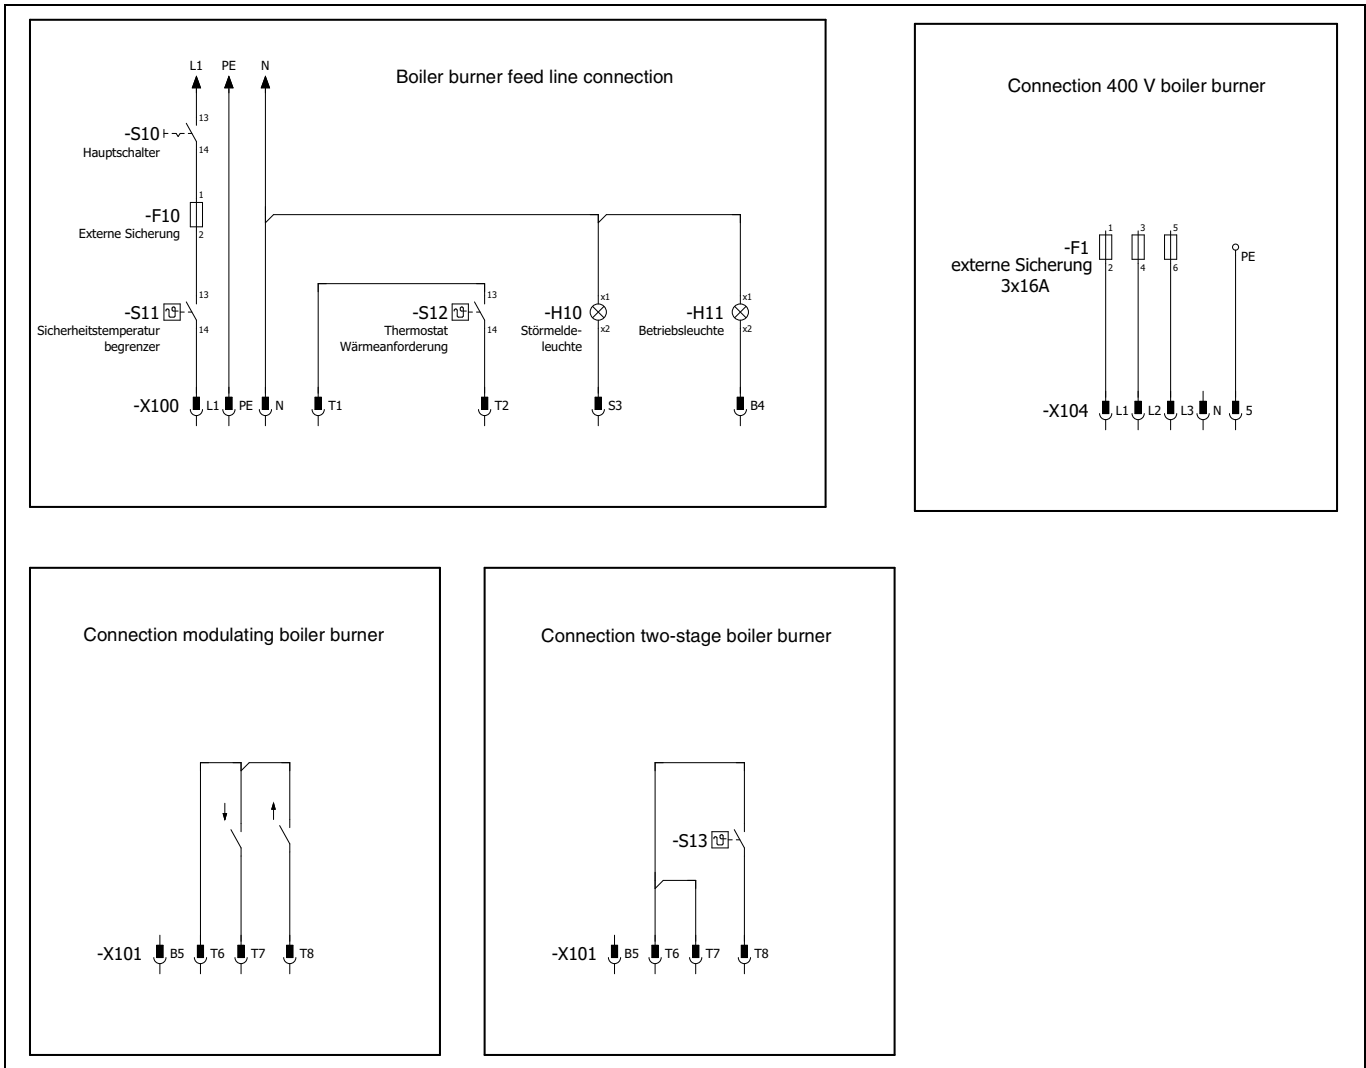 Boiler burner feed line connection
L1 PE N
13
-S10
Hauptschalter
14
1
-F10
Externe Sicherung
2
13
-S11
Sicherheitstemperatur
begrenzer
14
13
-S12
Thermostat
Wärmeanforderung
14
x1
-H10
Störmelde-
leuchte
x2
x1
-H11
Betriebsleuchte
x2
-X100 L1 PE N T1 T2 S3 B4
Connection 400 V boiler burner
1 3 5
-F1
externe Sicherung
3x16A
2 4 6
PE
-X104 L1 L2 L3 N 5
Connection modulating boiler burner
-X101 B5 T6 T7 T8
Connection two-stage boiler burner
-S13
-X101 B5 T6 T7 T8